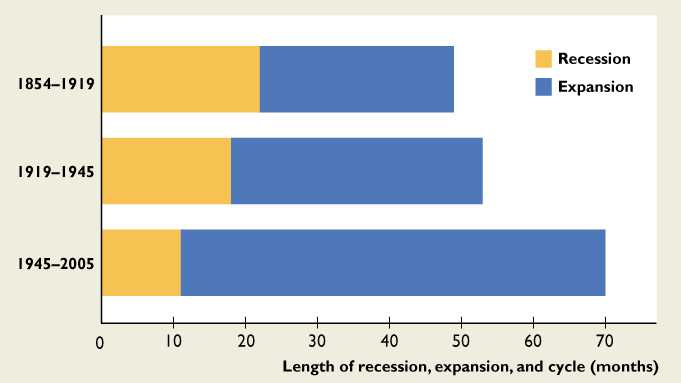 Recession
Expansion
1854–1919
1919–1945
1945–2005
0 10 20 30 40 50 60 70
Length of recession, expansion, and cycle (months)